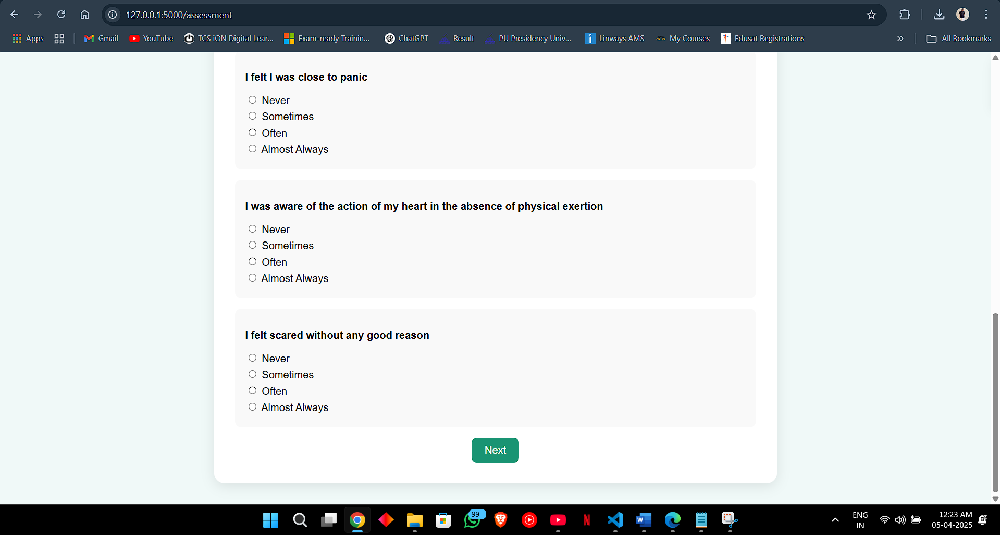 127.0.0.1:5000/assessment
Apps Gmail YouTube TCS iON Digital Lear... Exam-ready Trainin... ChatGPT Result PU Presidency Univ... Linways AMS COLLEGE My Courses Edusat Registrations » All Bookmarks
I felt I was close to panic
Never
Sometimes
Often
Almost Always
I was aware of the action of my heart in the absence of physical exertion
Never
Sometimes
Often
Almost Always
I felt scared without any good reason
Never
Sometimes
Often
Almost Always
Next
99+
ENG
IN
12:23 AM
05-04-2025